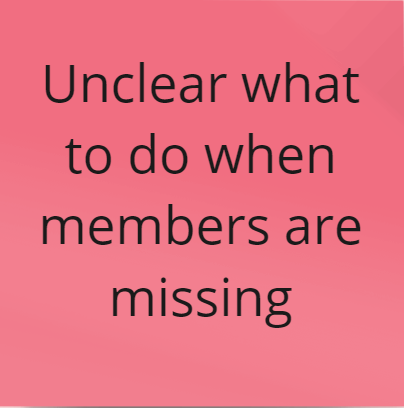 Unclear what
to do when
members are
missing